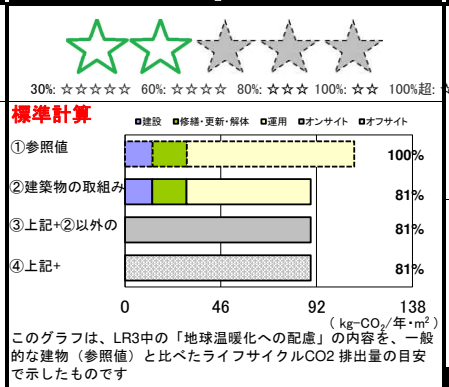 30%: ☆☆☆☆☆ 60%: ☆☆☆☆ 80%: ☆☆☆ 100%: ☆☆ 100%超:
標準計算
建設 修繕・更新・解体 運用 オンサイト オフサイト
①参照値 100%
②建築物の取組み 81%
③上記+②以外の 81%
④上記+ 81%
0 46 92 138
( kg-CO2/年・m2 )
このグラフは、LR3中の「地球温暖化への配慮」の内容を、一般
的な建物（参照値）と比べたライフサイクルCO2 排出量の目安
で示したものです